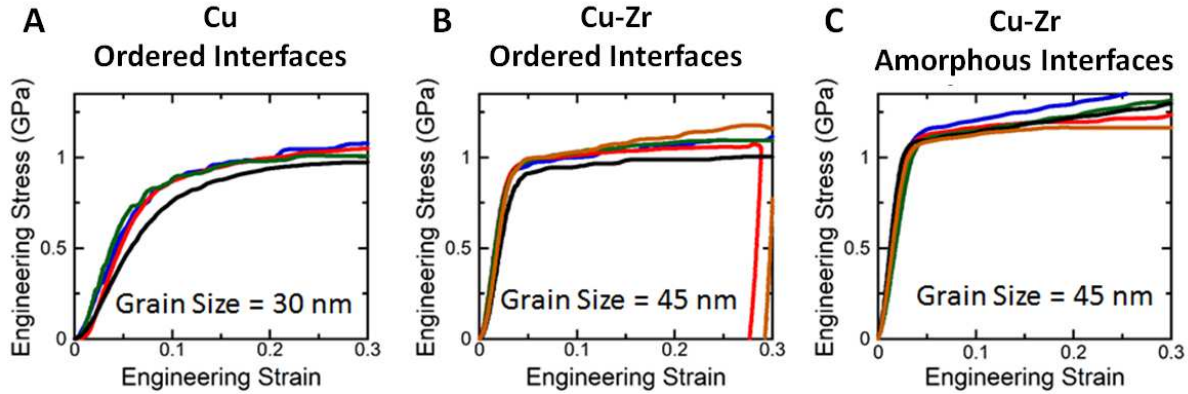 A
Cu
Ordered Interfaces
Engineering Stress (GPa)
1
0.5
0
Grain Size = 30 nm
0
0.1
0.2
0.3
Engineering Strain
B
Cu-Zr
Ordered Interfaces
Engineering Stress (GPa)
1
0.5
0
Grain Size = 45 nm
0
0.1
0.2
0.3
Engineering Strain
C
Cu-Zr
Amorphous Interfaces
Engineering Stress (GPa)
1
0.5
0
Grain Size = 45 nm
0
0.1
0.2
0.3
Engineering Strain